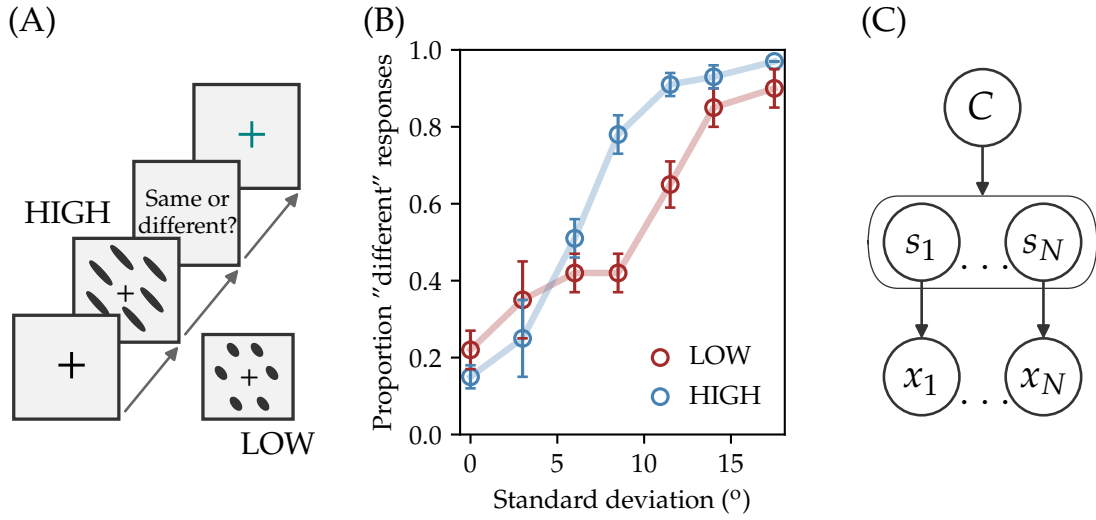 (A)
HIGH
Same or
different?
LOW
(B)
Proportion "different" responses
1.0
0.8
0.6
0.4
0.2
0.0
LOW
HIGH
0
5
10
15
Standard deviation (°)
(C)
C
s1 . . . sN
x1 . . . xN